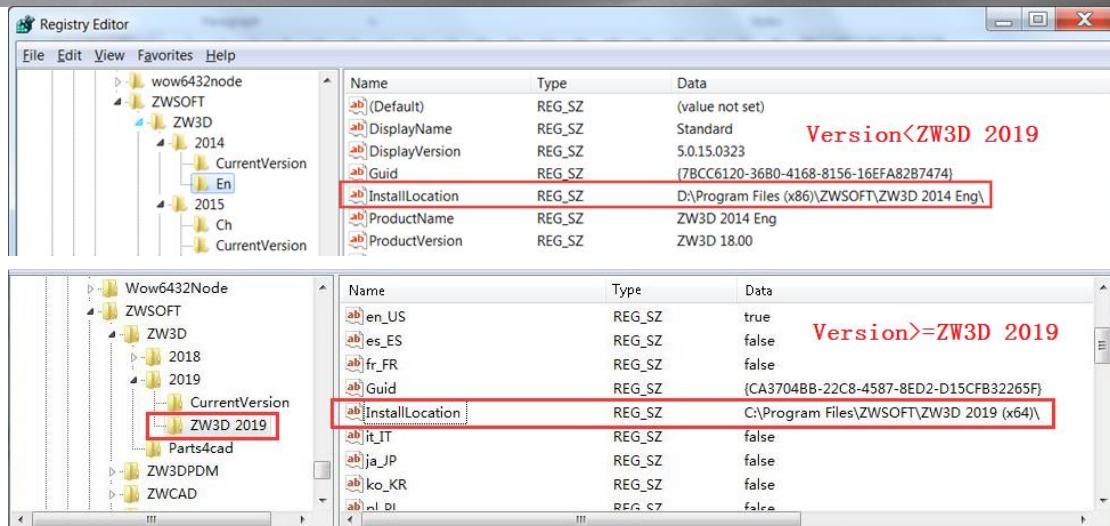 Registry Editor
File Edit View Favorites Help
wow6432node
ZWSOFT
ZW3D
2014
CurrentVersion
En
2015
Ch
CurrentVersion
Name Type Data
(Default) REG_SZ (value not set)
DisplayName REG_SZ Standard
DisplayVersion REG_SZ 5.0.15.0323
Guid REG_SZ {7BCC6120-36B0-4168-8156-16EFA82B7474}
InstallLocation REG_SZ D:\Program Files (x86)\ZWSOFT\ZW3D 2014 Eng\
ProductName REG_SZ ZW3D 2014 Eng
ProductVersion REG_SZ ZW3D 18.00
Version<ZW3D 2019
Wow6432Node
ZWSOFT
ZW3D
2018
2019
CurrentVersion
ZW3D 2019
Parts4cad
ZW3DPDM
ZWCAD
Name Type Data
en_US REG_SZ true
es_ES REG_SZ false
fr_FR REG_SZ false
Guid REG_SZ {CA3704BB-22C8-4587-8ED2-D15CFB32265F}
InstallLocation REG_SZ C:\Program Files\ZWSOFT\ZW3D 2019 (x64)\
it_IT REG_SZ false
ja_JP REG_SZ false
ko_KR REG_SZ false
nl_PL REG_SZ false
Version>=ZW3D 2019